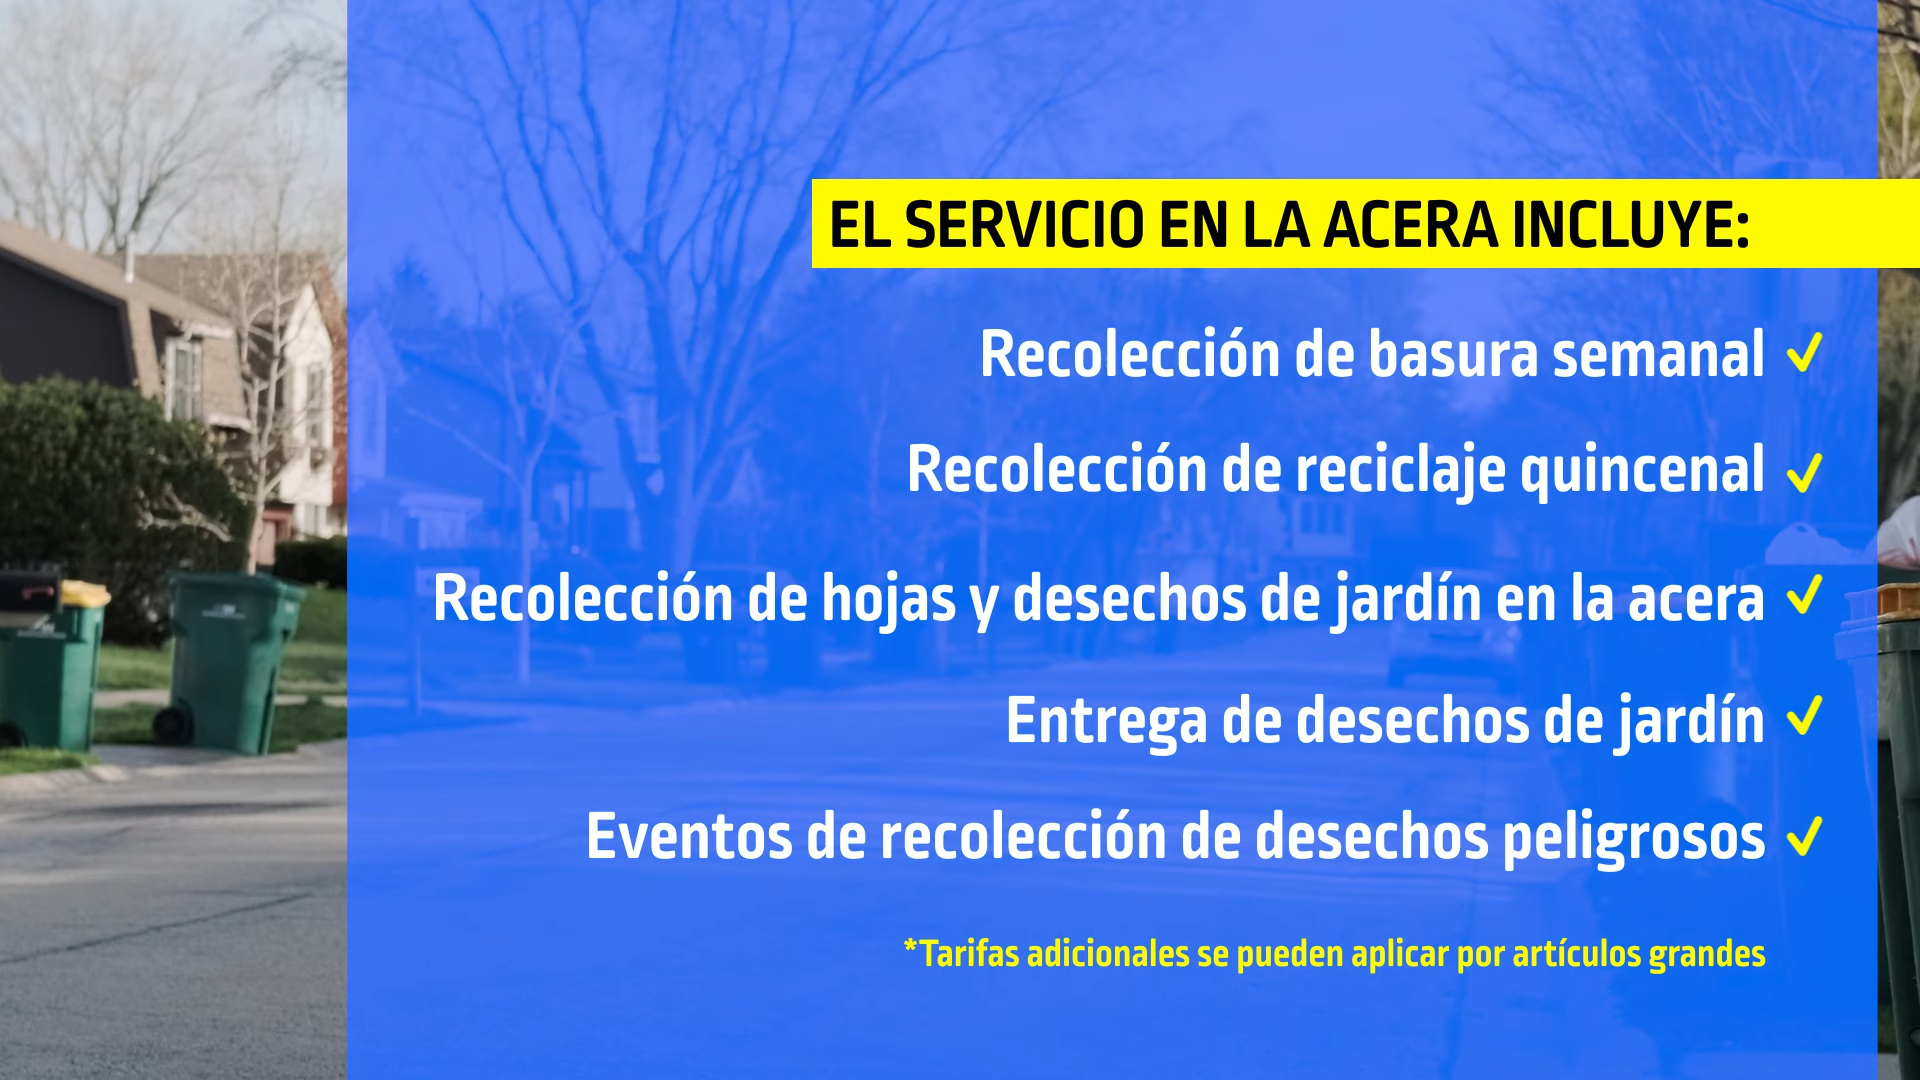 EL SERVICIO EN LA ACERA INCLUYE:
Recolección de basura semanal
Recolección de reciclaje quincenal
Recolección de hojas y desechos de jardín en la acera
Entrega de desechos de jardín
Eventos de recolección de desechos peligrosos
*Tarifas adicionales se pueden aplicar por artículos grandes